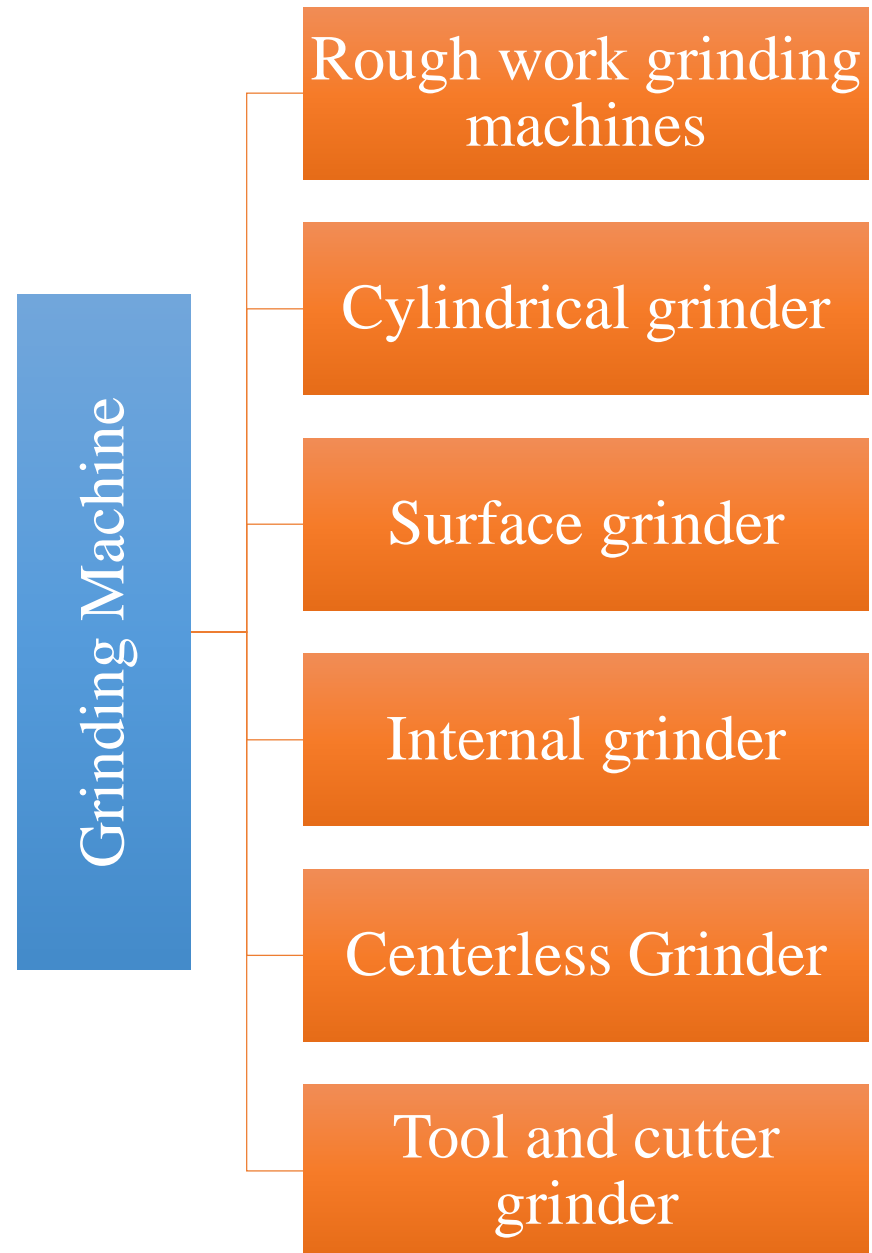 Grinding Machine
Rough work grinding
machines
Cylindrical grinder
Surface grinder
Internal grinder
Centerless Grinder
Tool and cutter
grinder